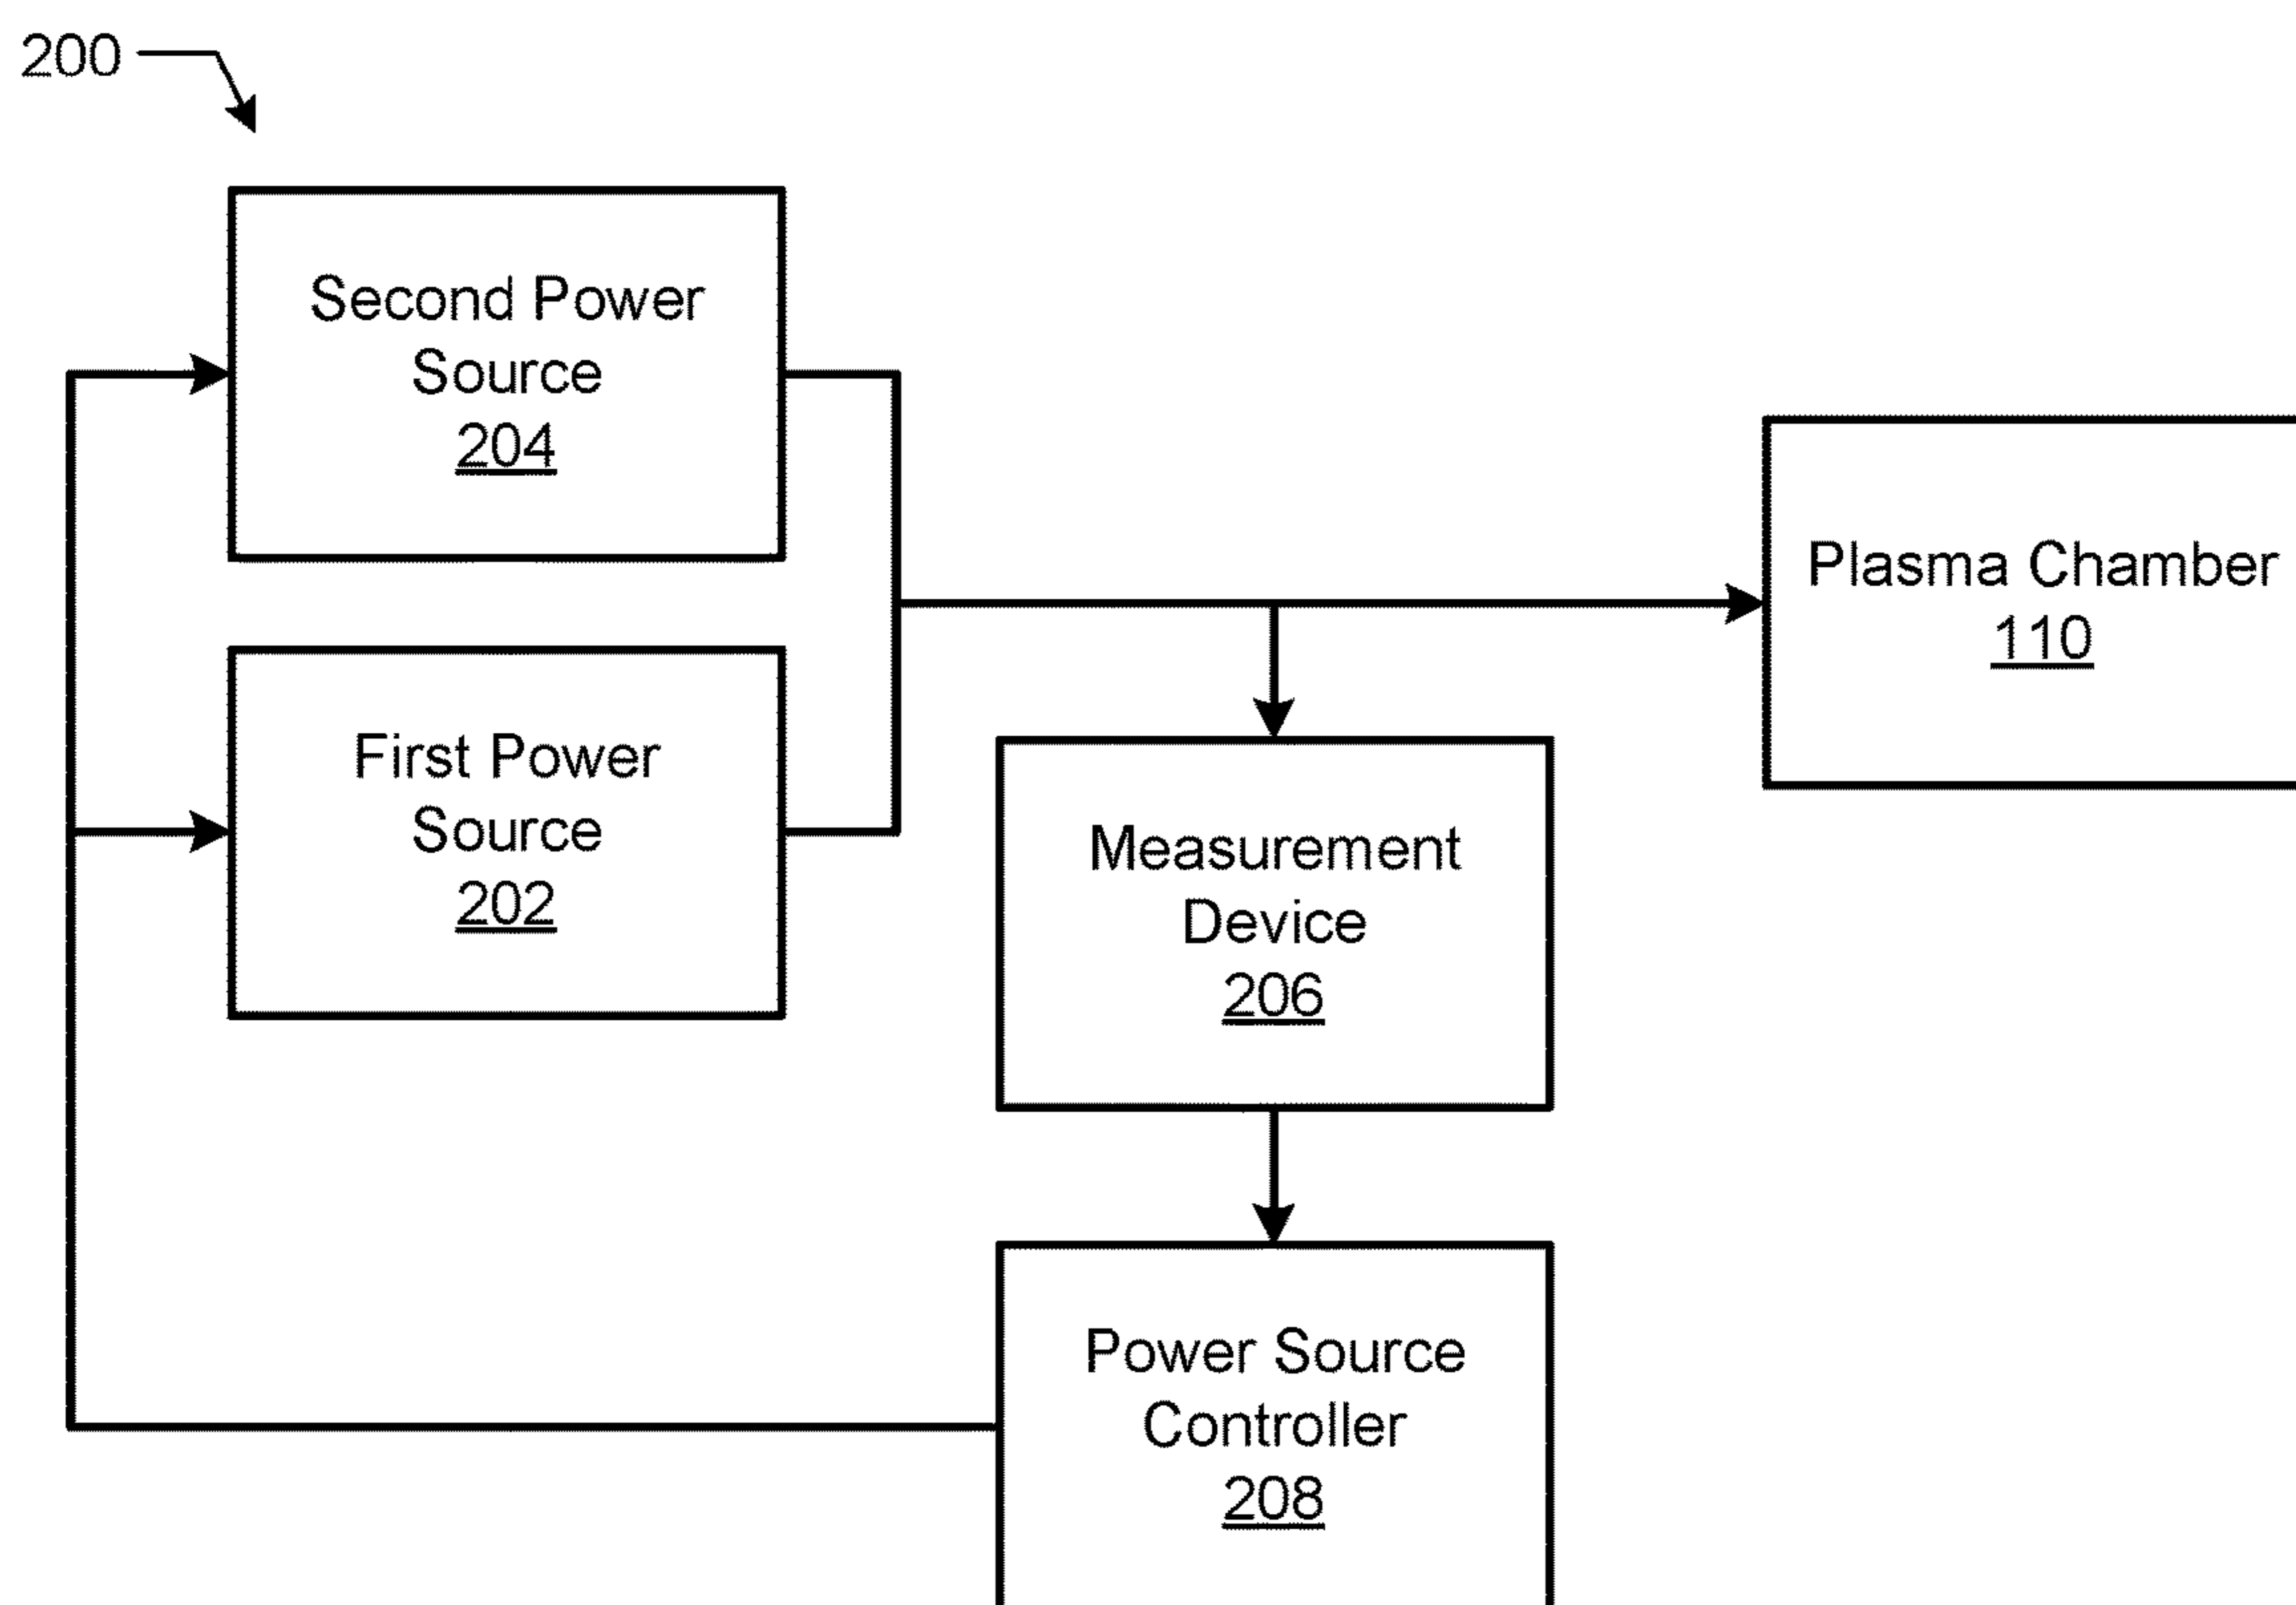 200
Second Power
Source
204
First Power
Source
202
Plasma Chamber
110
Measurement
Device
206
Power Source
Controller
208